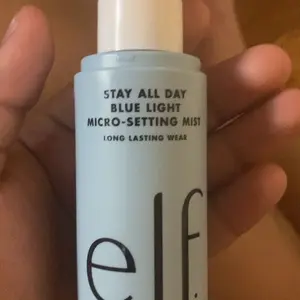 STAY ALL DAY
BLUE LIGHT
MICRO-SETTING MIST
LONG LASTING WEAR
e.l.f.